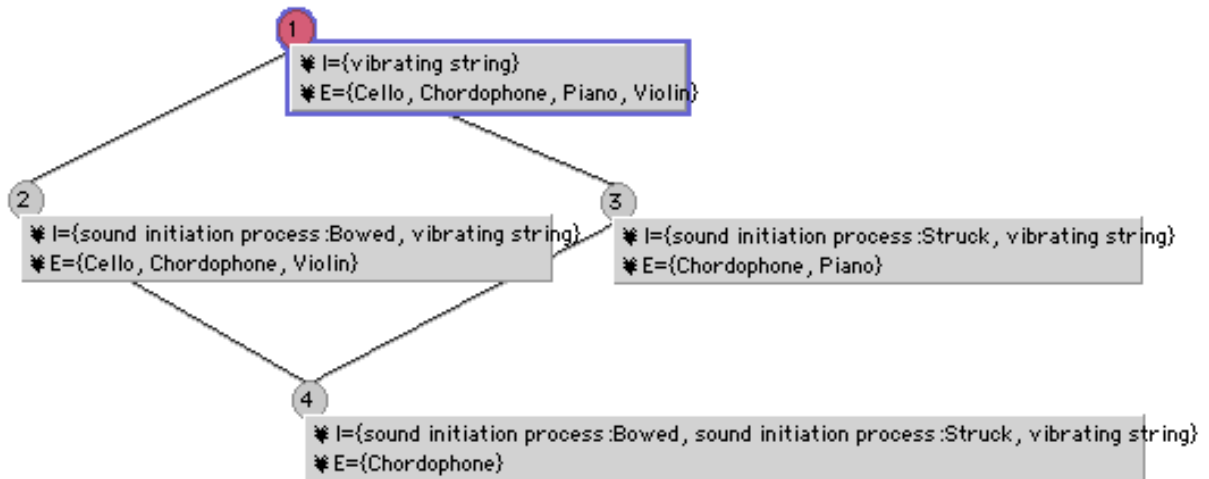 1
I={vibrating string}
E={Cello, Chordophone, Piano, Violin}
2
I={sound initiation process:Bowed, vibrating string}
E={Cello, Chordophone, Violin}
3
I={sound initiation process:Struck, vibrating string}
E={Chordophone, Piano}
4
I={sound initiation process:Bowed, sound initiation process:Struck, vibrating string}
E={Chordophone}